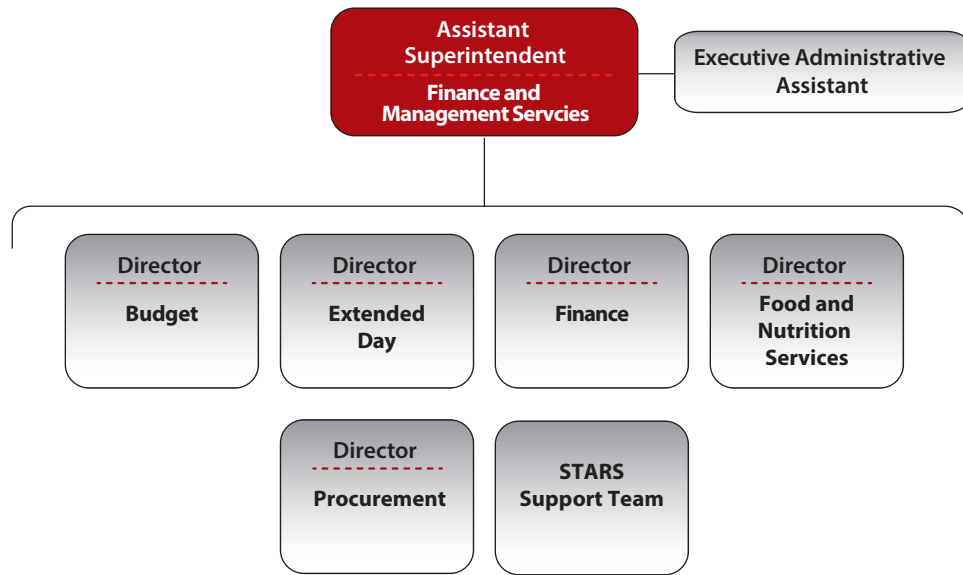 Assistant
Superintendent
Finance and
Management Servcies
Executive Administrative
Assistant
Director
Budget
Director
Extended
Day
Director
Finance
Director
Food and
Nutrition
Services
Director
Procurement
STARS
Support Team